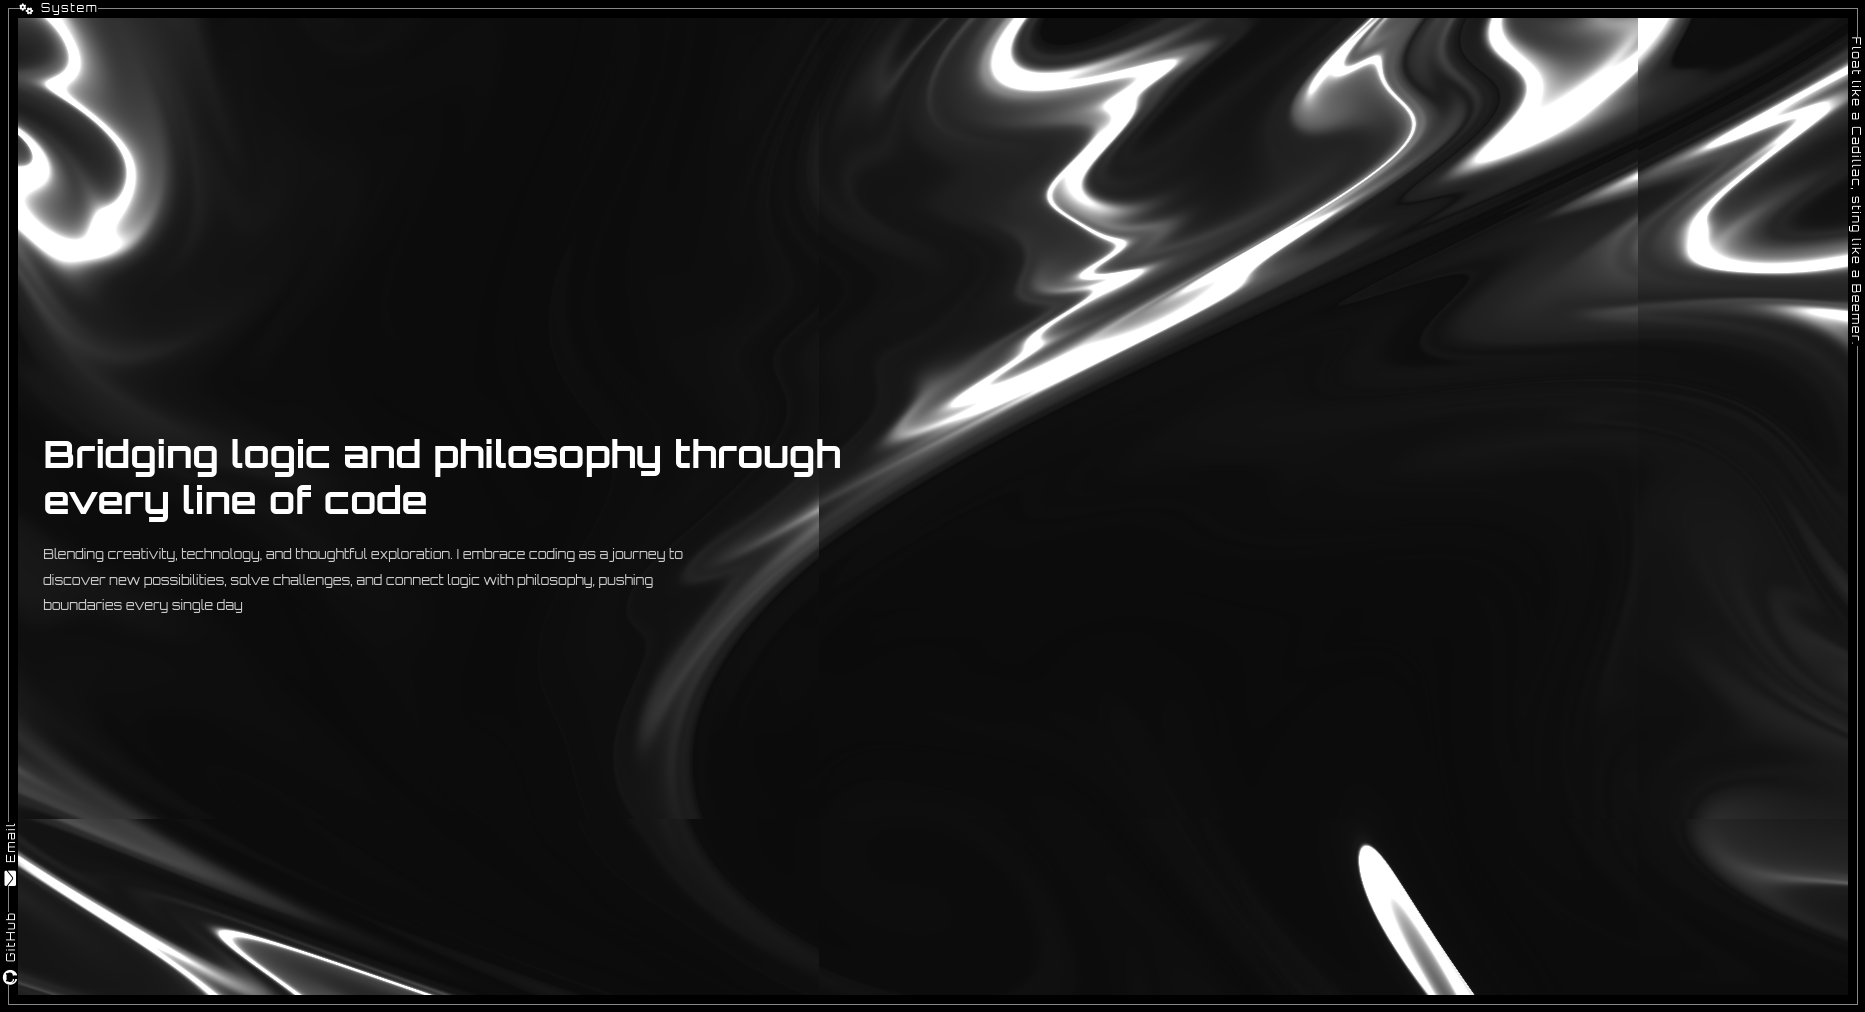 System
Float like a Cadillac, sting like a Beemer.
Bridging logic and philosophy through
every line of code
Blending creativity, technology, and thoughtful exploration. I embrace coding as a journey to
discover new possibilities, solve challenges, and connect logic with philosophy, pushing
boundaries every single day
Email
GitHub